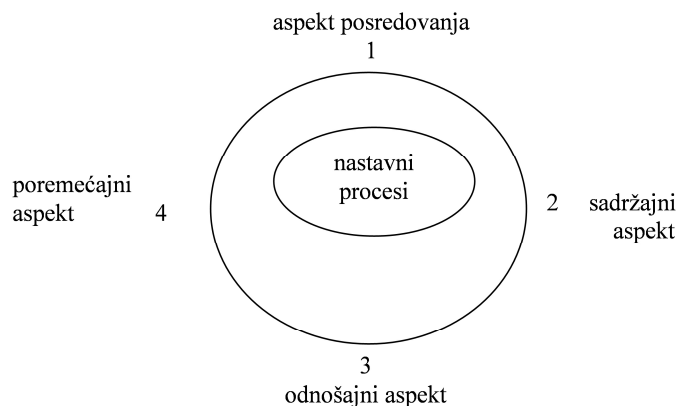 aspekt posredovanja
1
nastavni
procesi
poremećajni
aspekt 4
2 sadržajni
aspekt
3
odnošajni aspekt